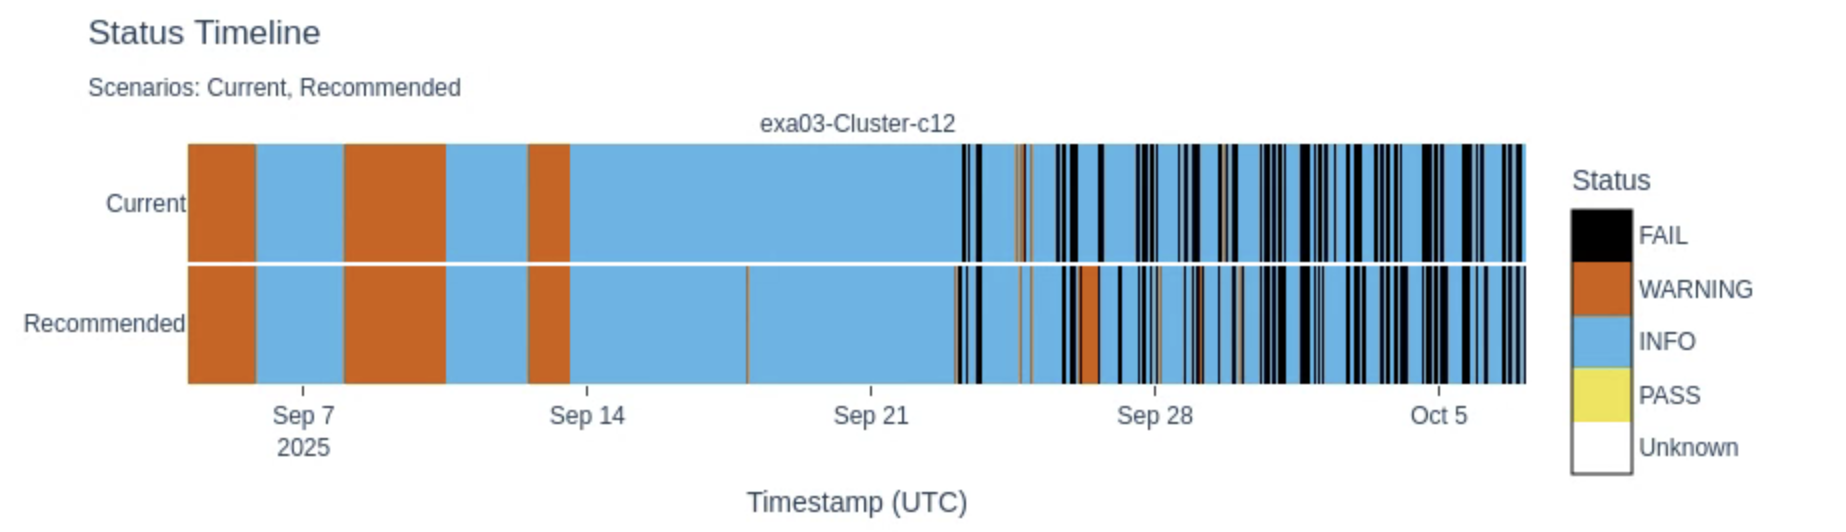 Status Timeline
Scenarios: Current, Recommended
exa03-Cluster-c12
Current
Recommended
Sep 7
2025
Sep 14
Sep 21
Sep 28
Oct 5
Timestamp (UTC)
Status
FAIL
WARNING
INFO
PASS
Unknown